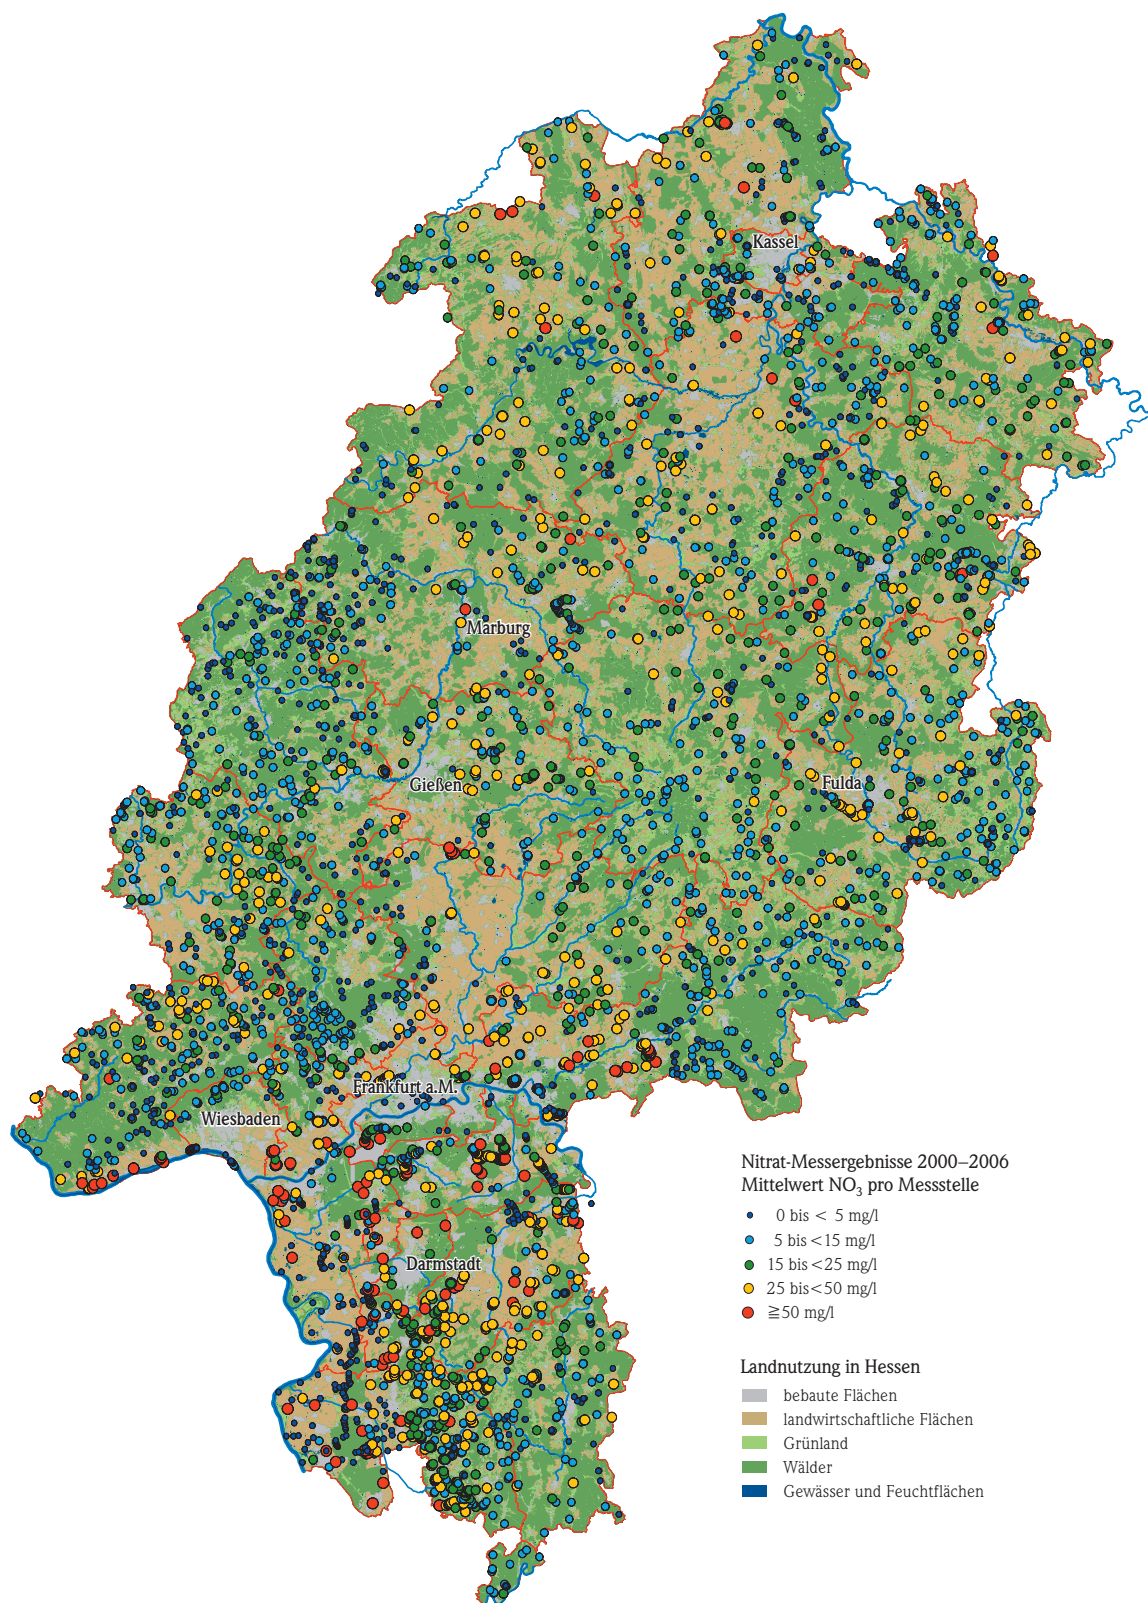 Kassel
Marburg
Gießen
Fulda
Frankfurt a.M.
Wiesbaden
Darmstadt
Nitrat-Messergebnisse 2000–2006
Mittelwert NO₃ pro Messstelle
0 bis < 5 mg/l
5 bis <15 mg/l
15 bis <25 mg/l
25 bis<50 mg/l
≧50 mg/l
Landnutzung in Hessen
bebaute Flächen
landwirtschaftliche Flächen
Grünland
Wälder
Gewässer und Feuchtflächen